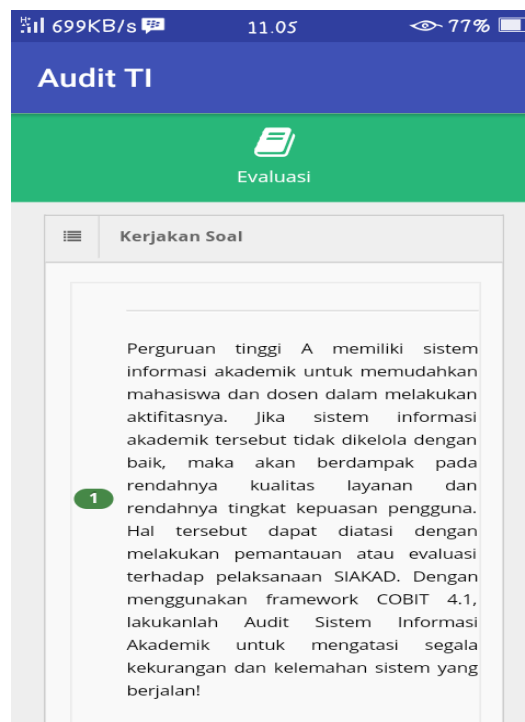 699KB/s 11.05 77%
Audit TI
Evaluasi
Kerjakan Soal
Perguruan tinggi A memiliki sistem
informasi akademik untuk memudahkan
mahasiswa dan dosen dalam melakukan
aktifitasnya. Jika sistem informasi
akademik tersebut tidak dikelola dengan
baik, maka akan berdampak pada
rendahnya kualitas layanan dan
1 rendahnya tingkat kepuasan pengguna.
Hal tersebut dapat diatasi dengan
melakukan pemantauan atau evaluasi
terhadap pelaksanaan SIAKAD. Dengan
menggunakan framework COBIT 4.1,
lakukanlah Audit Sistem Informasi
Akademik untuk mengatasi segala
kekurangan dan kelemahan sistem yang
berjalan!